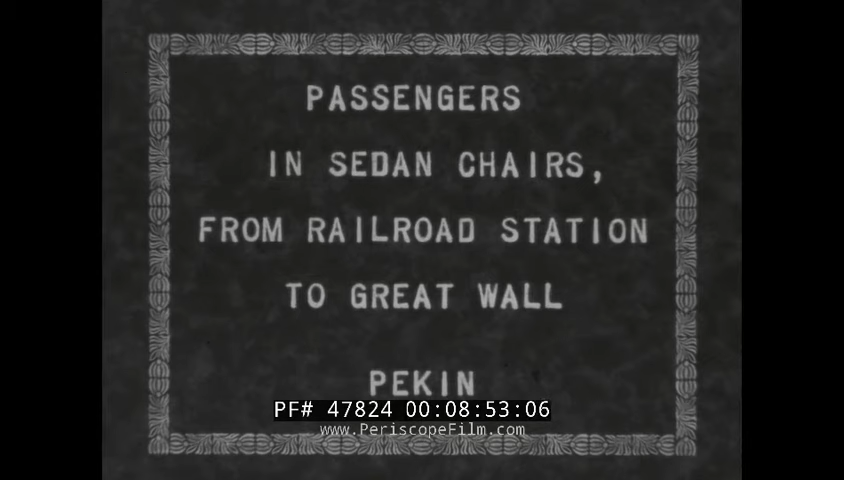 PASSENGERS
IN SEDAN CHAIRS,
FROM RAILROAD STATION
TO GREAT WALL
PEKIN
PF# 47824 00:08:53:06
www.PeriscopeFilm.com